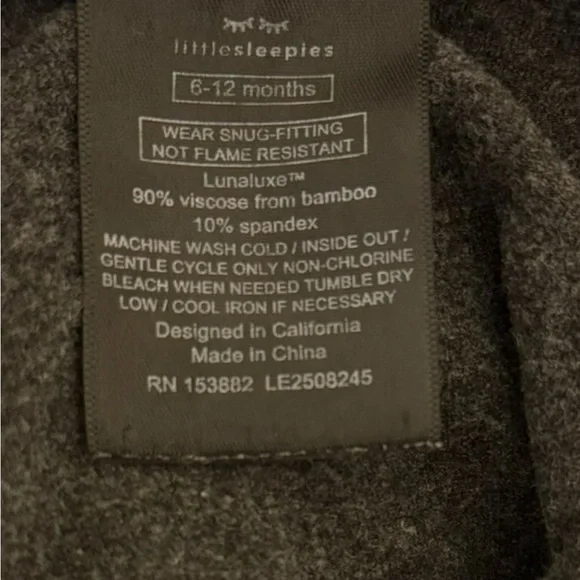 littlesleepies
6-12 months
WEAR SNUG-FITTING
NOT FLAME RESISTANT
Lunaluxe™
90% viscose from bamboo
10% spandex
MACHINE WASH COLD / INSIDE OUT /
GENTLE CYCLE ONLY NON-CHLORINE
BLEACH WHEN NEEDED TUMBLE DRY
LOW / COOL IRON IF NECESSARY
Designed in California
Made in China
RN 153882 LE2508245